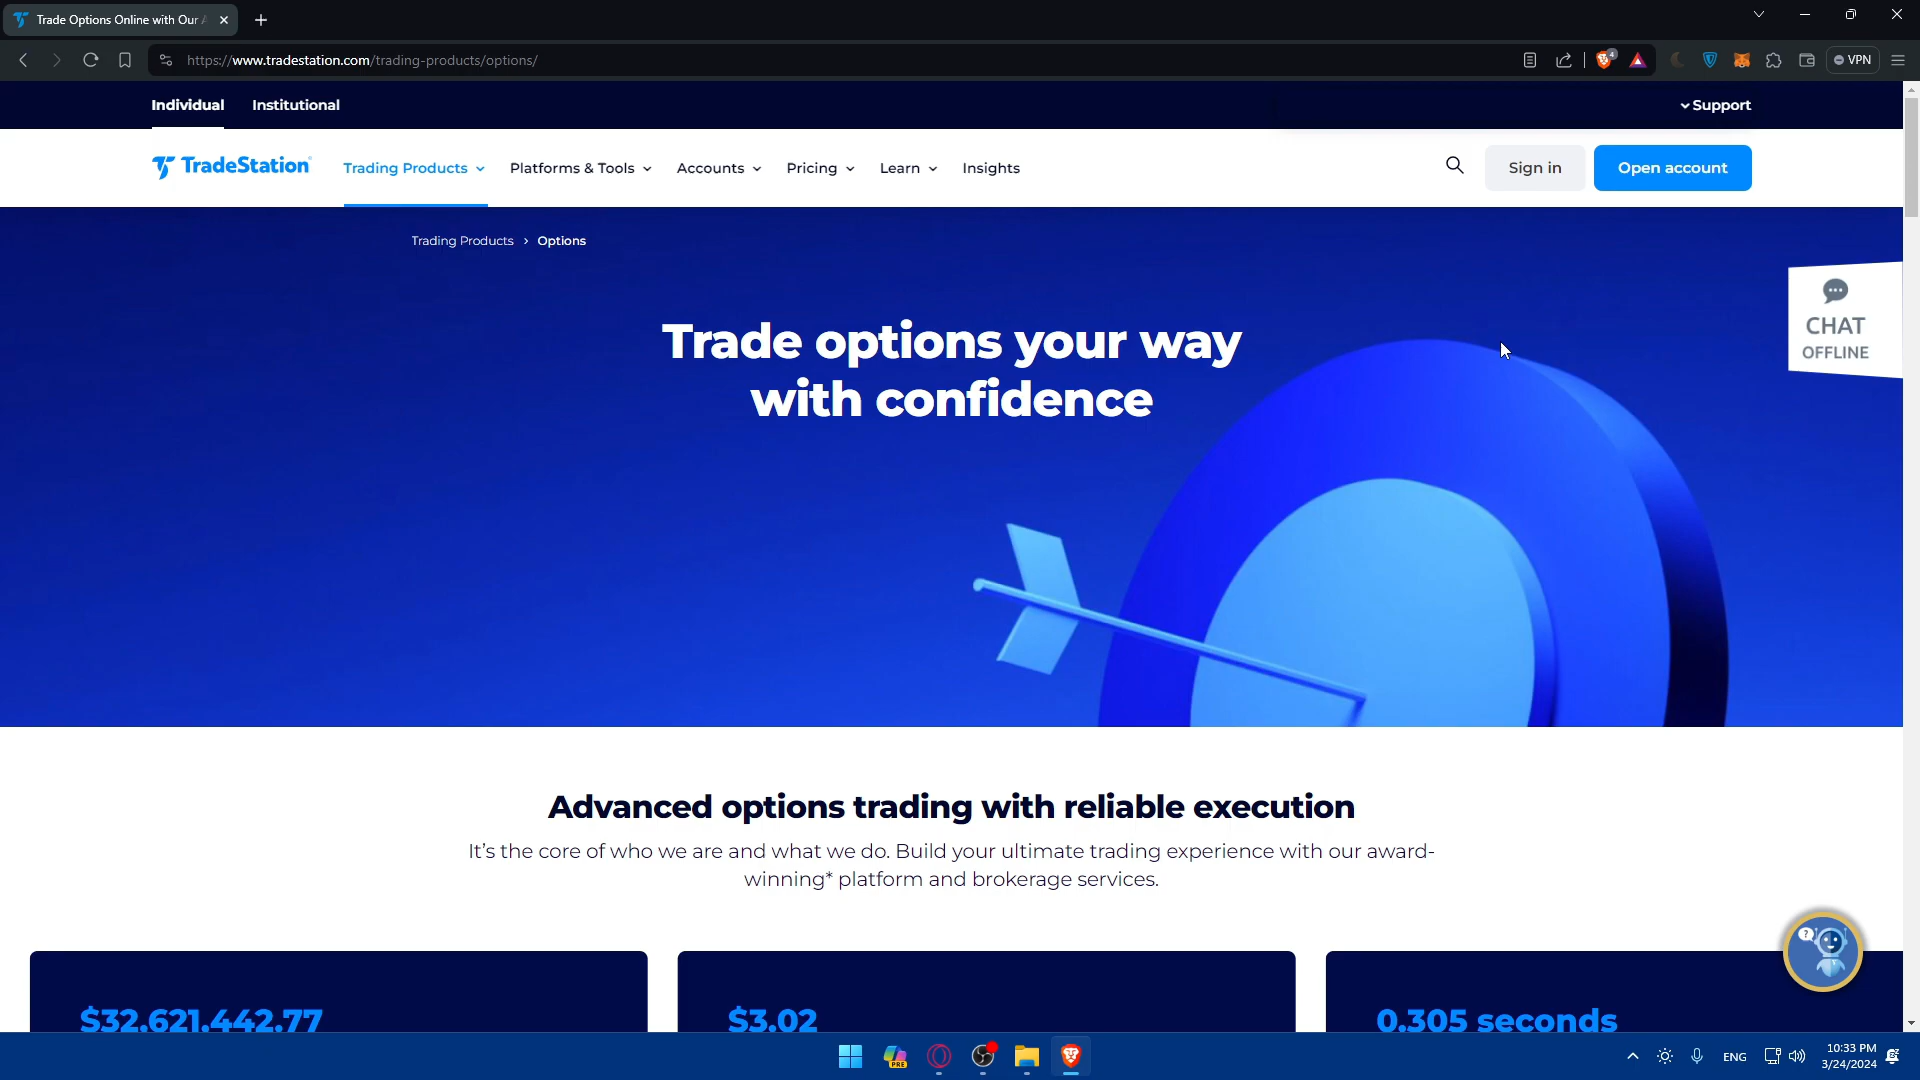 Trade Options Online with Our A
https://www.tradestation.com/trading-products/options/
4
VPN
Individual
Institutional
Support
TradeStation
Trading Products
Platforms & Tools
Accounts
Pricing
Learn
Insights
Sign in
Open account
Trading Products > Options
Trade options your way
with confidence
CHAT
OFFLINE
Advanced options trading with reliable execution
It's the core of who we are and what we do. Build your ultimate trading experience with our award-
winning* platform and brokerage services.
?
$32,621,442.77
$3.02
0.305 seconds
PRE
ENG
10:33 PM
3/24/2024